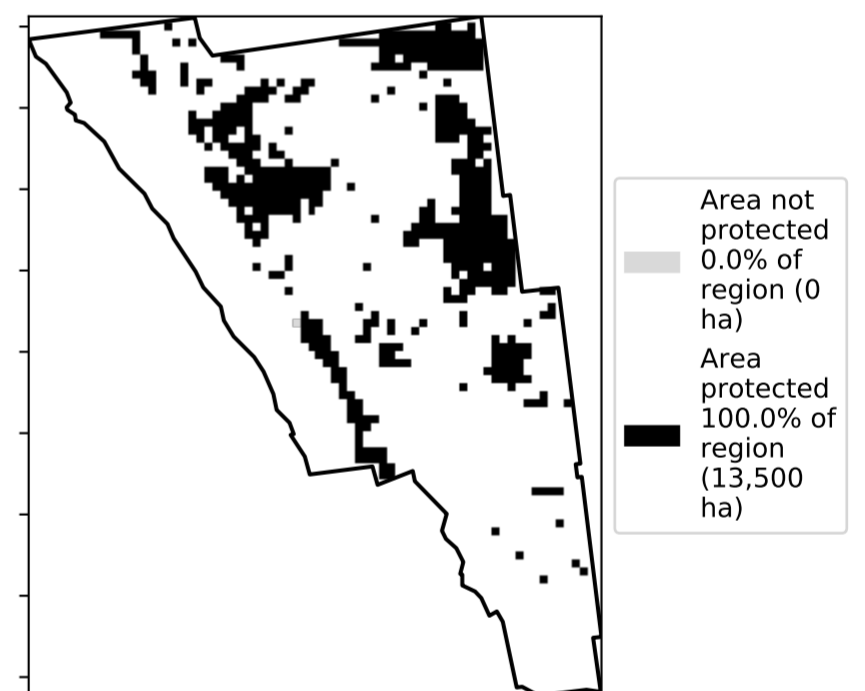 Area not
protected
0.0% of
region (0
ha)
Area
protected
100.0% of
region
(13,500
ha)